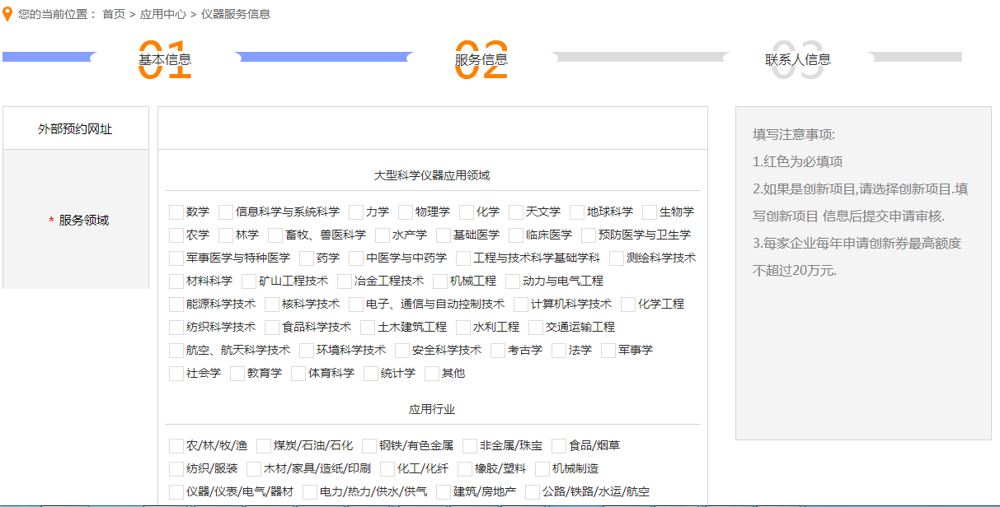 您的当前位置： 首页 > 应用中心 > 仪器服务信息
01 基本信息
02 服务信息
03 联系人信息
外部预约网址
* 服务领域
大型科学仪器应用领域
数学 信息科学与系统科学 力学 物理学 化学 天文学 地球科学 生物学
农学 林学 畜牧、兽医科学 水产学 基础医学 临床医学 预防医学与卫生学
军事医学与特种医学 药学 中医学与中药学 工程与技术科学基础学科 测绘科学技术
材料科学 矿山工程技术 冶金工程技术 机械工程 动力与电气工程
能源科学技术 核科学技术 电子、通信与自动控制技术 计算机科学技术 化学工程
纺织科学技术 食品科学技术 土木建筑工程 水利工程 交通运输工程
航空、航天科学技术 环境科学技术 安全科学技术 考古学 法学 军事学
社会学 教育学 体育科学 统计学 其他
应用行业
农/林/牧/渔 煤炭/石油/石化 钢铁/有色金属 非金属/珠宝 食品/烟草
纺织/服装 木材/家具/造纸/印刷 化工/化纤 橡胶/塑料 机械制造
仪器/仪表/电气/器材 电力/热力/供水/供气 建筑/房地产 公路/铁路/水运/航空
填写注意事项:
1.红色为必填项
2.如果是创新项目,请选择创新项目.填
写创新项目 信息后提交申请审核.
3.每家企业每年申请创新券最高额度
不超过20万元.